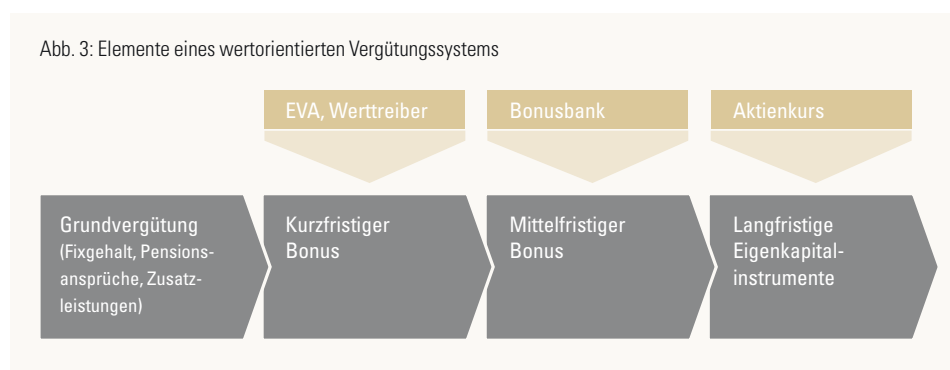 Abb. 3: Elemente eines wertorientierten Vergütungssystems
EVA, Werttreiber
Bonusbank
Aktienkurs
Grundvergütung
(Fixgehalt, Pensions-
ansprüche, Zusatz-
leistungen)
Kurzfristiger
Bonus
Mittelfristiger
Bonus
Langfristige
Eigenkapital-
instrumente